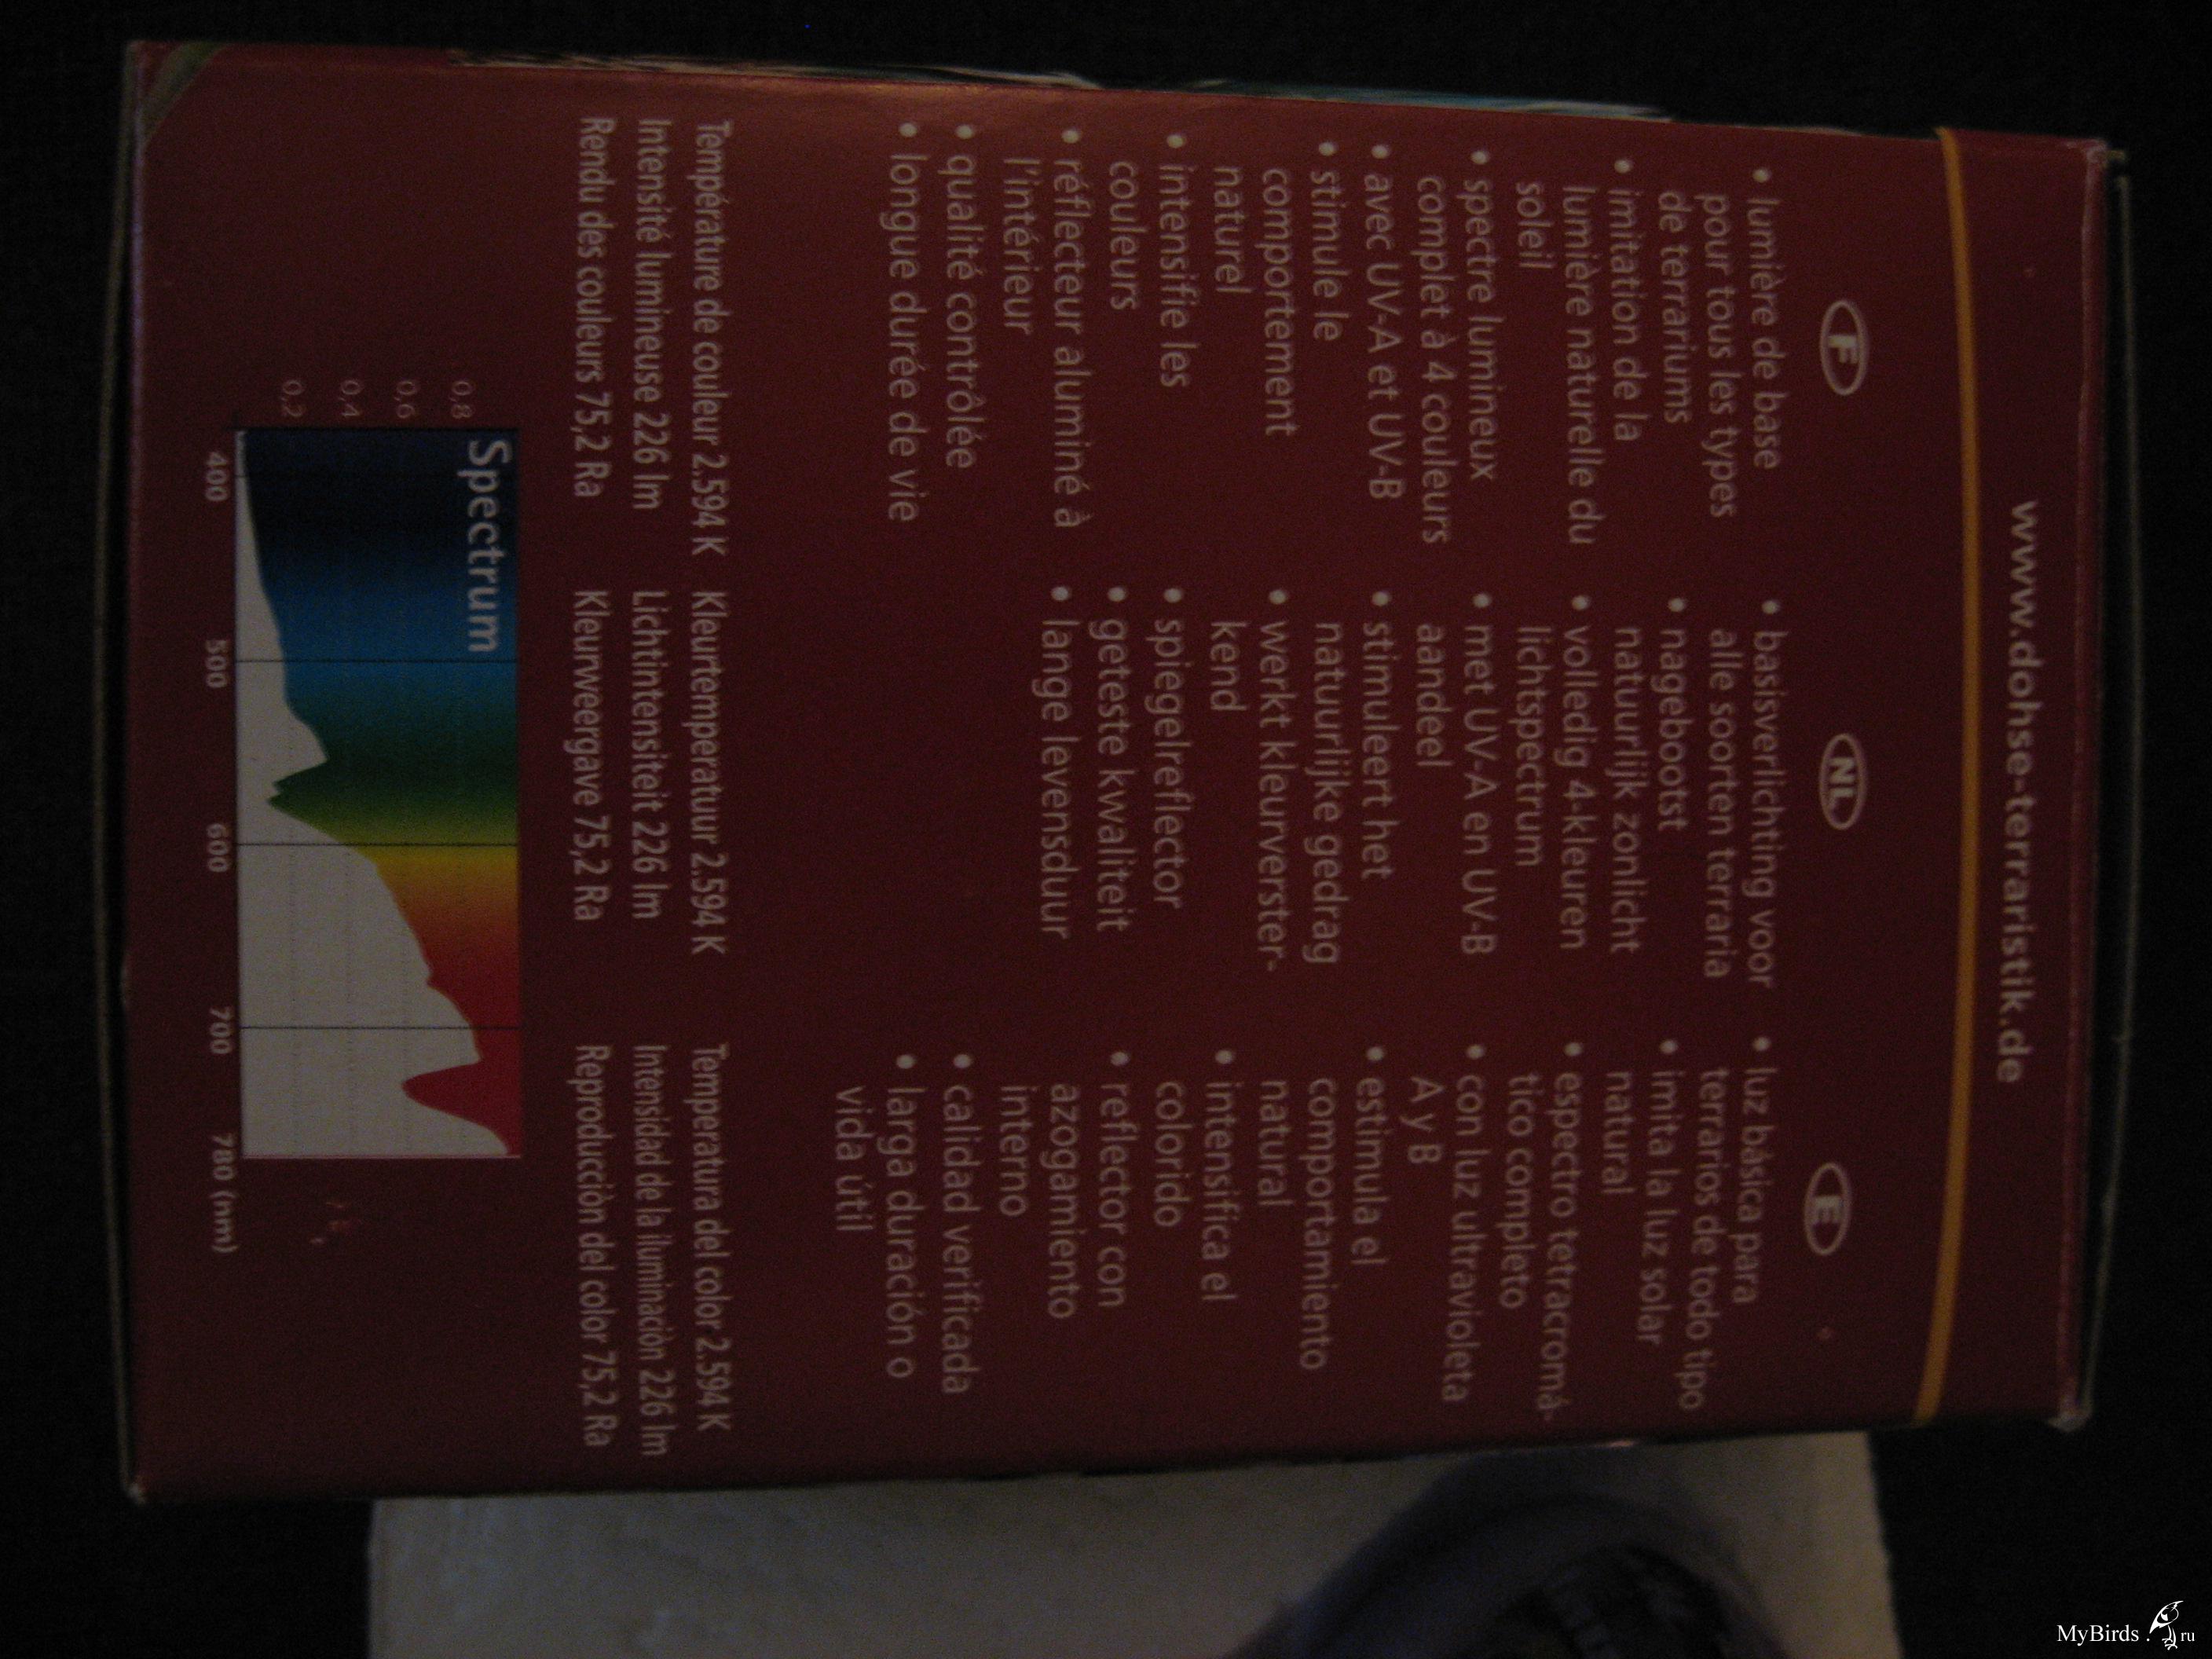 www.dohse-terraristik.de
F
• lumière de base
pour tous les types
de terrariums
• imitation de la
lumière naturelle du
soleil
• spectre lumineux
complet à 4 couleurs
• avec UV-A et UV-B
• stimule le
comportement
naturel
• intensifie les
couleurs
• réflecteur aluminé à
l'intérieur
• qualité contrôlée
• longue durée de vie
Température de couleur 2.594 K
Intensité lumineuse 226 lm
Rendu des couleurs 75,2 Ra
NL
• basisverlichting voor
alle soorten terraria
• nagebootst
natuurlijk zonlicht
• volledig 4-kleuren
lichtspectrum
• met UV-A en UV-B
aandeel
• stimuleert het
natuurlijke gedrag
• werkt kleurverster-
kend
• spiegelreflector
• geteste kwaliteit
• lange levensduur
Kleurtemperatuur 2.594 K
Lichtintensiteit 226 lm
Kleurweergave 75,2 Ra
E
• luz básica para
terrarios de todo tipo
• imita la luz solar
natural
• espectro tetracromá-
tico completo
• con luz ultravioleta
A y B
• estimula el
comportamiento
natural
• intensifica el
colorido
• reflector con
azogamiento
interno
• calidad verificada
• larga duración o
vida útil
Temperatura del color 2.594 K
Intensidad de la iluminaciòn 226 lm
Reproducciòn del color 75,2 Ra
Spectrum
0,8
0,6
0,4
0,2
400 500 600 700 780 (nm)
MyBirds.ru